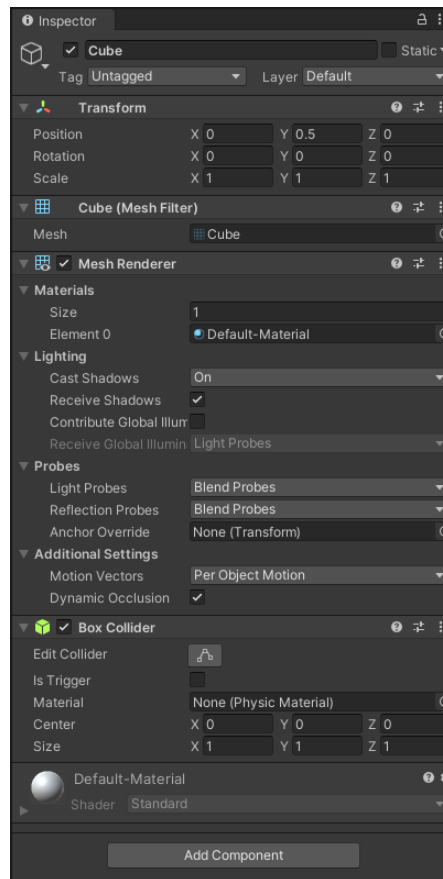 Inspector
Cube Static
Tag Untagged Layer Default
Transform
Position X 0 Y 0.5 Z 0
Rotation X 0 Y 0 Z 0
Scale X 1 Y 1 Z 1
Cube (Mesh Filter)
Mesh Cube
Mesh Renderer
Materials
Size 1
Element 0 Default-Material
Lighting
Cast Shadows On
Receive Shadows
Contribute Global Illum
Receive Global Illumin Light Probes
Probes
Light Probes Blend Probes
Reflection Probes Blend Probes
Anchor Override None (Transform)
Additional Settings
Motion Vectors Per Object Motion
Dynamic Occlusion
Box Collider
Edit Collider
Is Trigger
Material None (Physic Material)
Center X 0 Y 0 Z 0
Size X 1 Y 1 Z 1
Default-Material
Shader Standard
Add Component